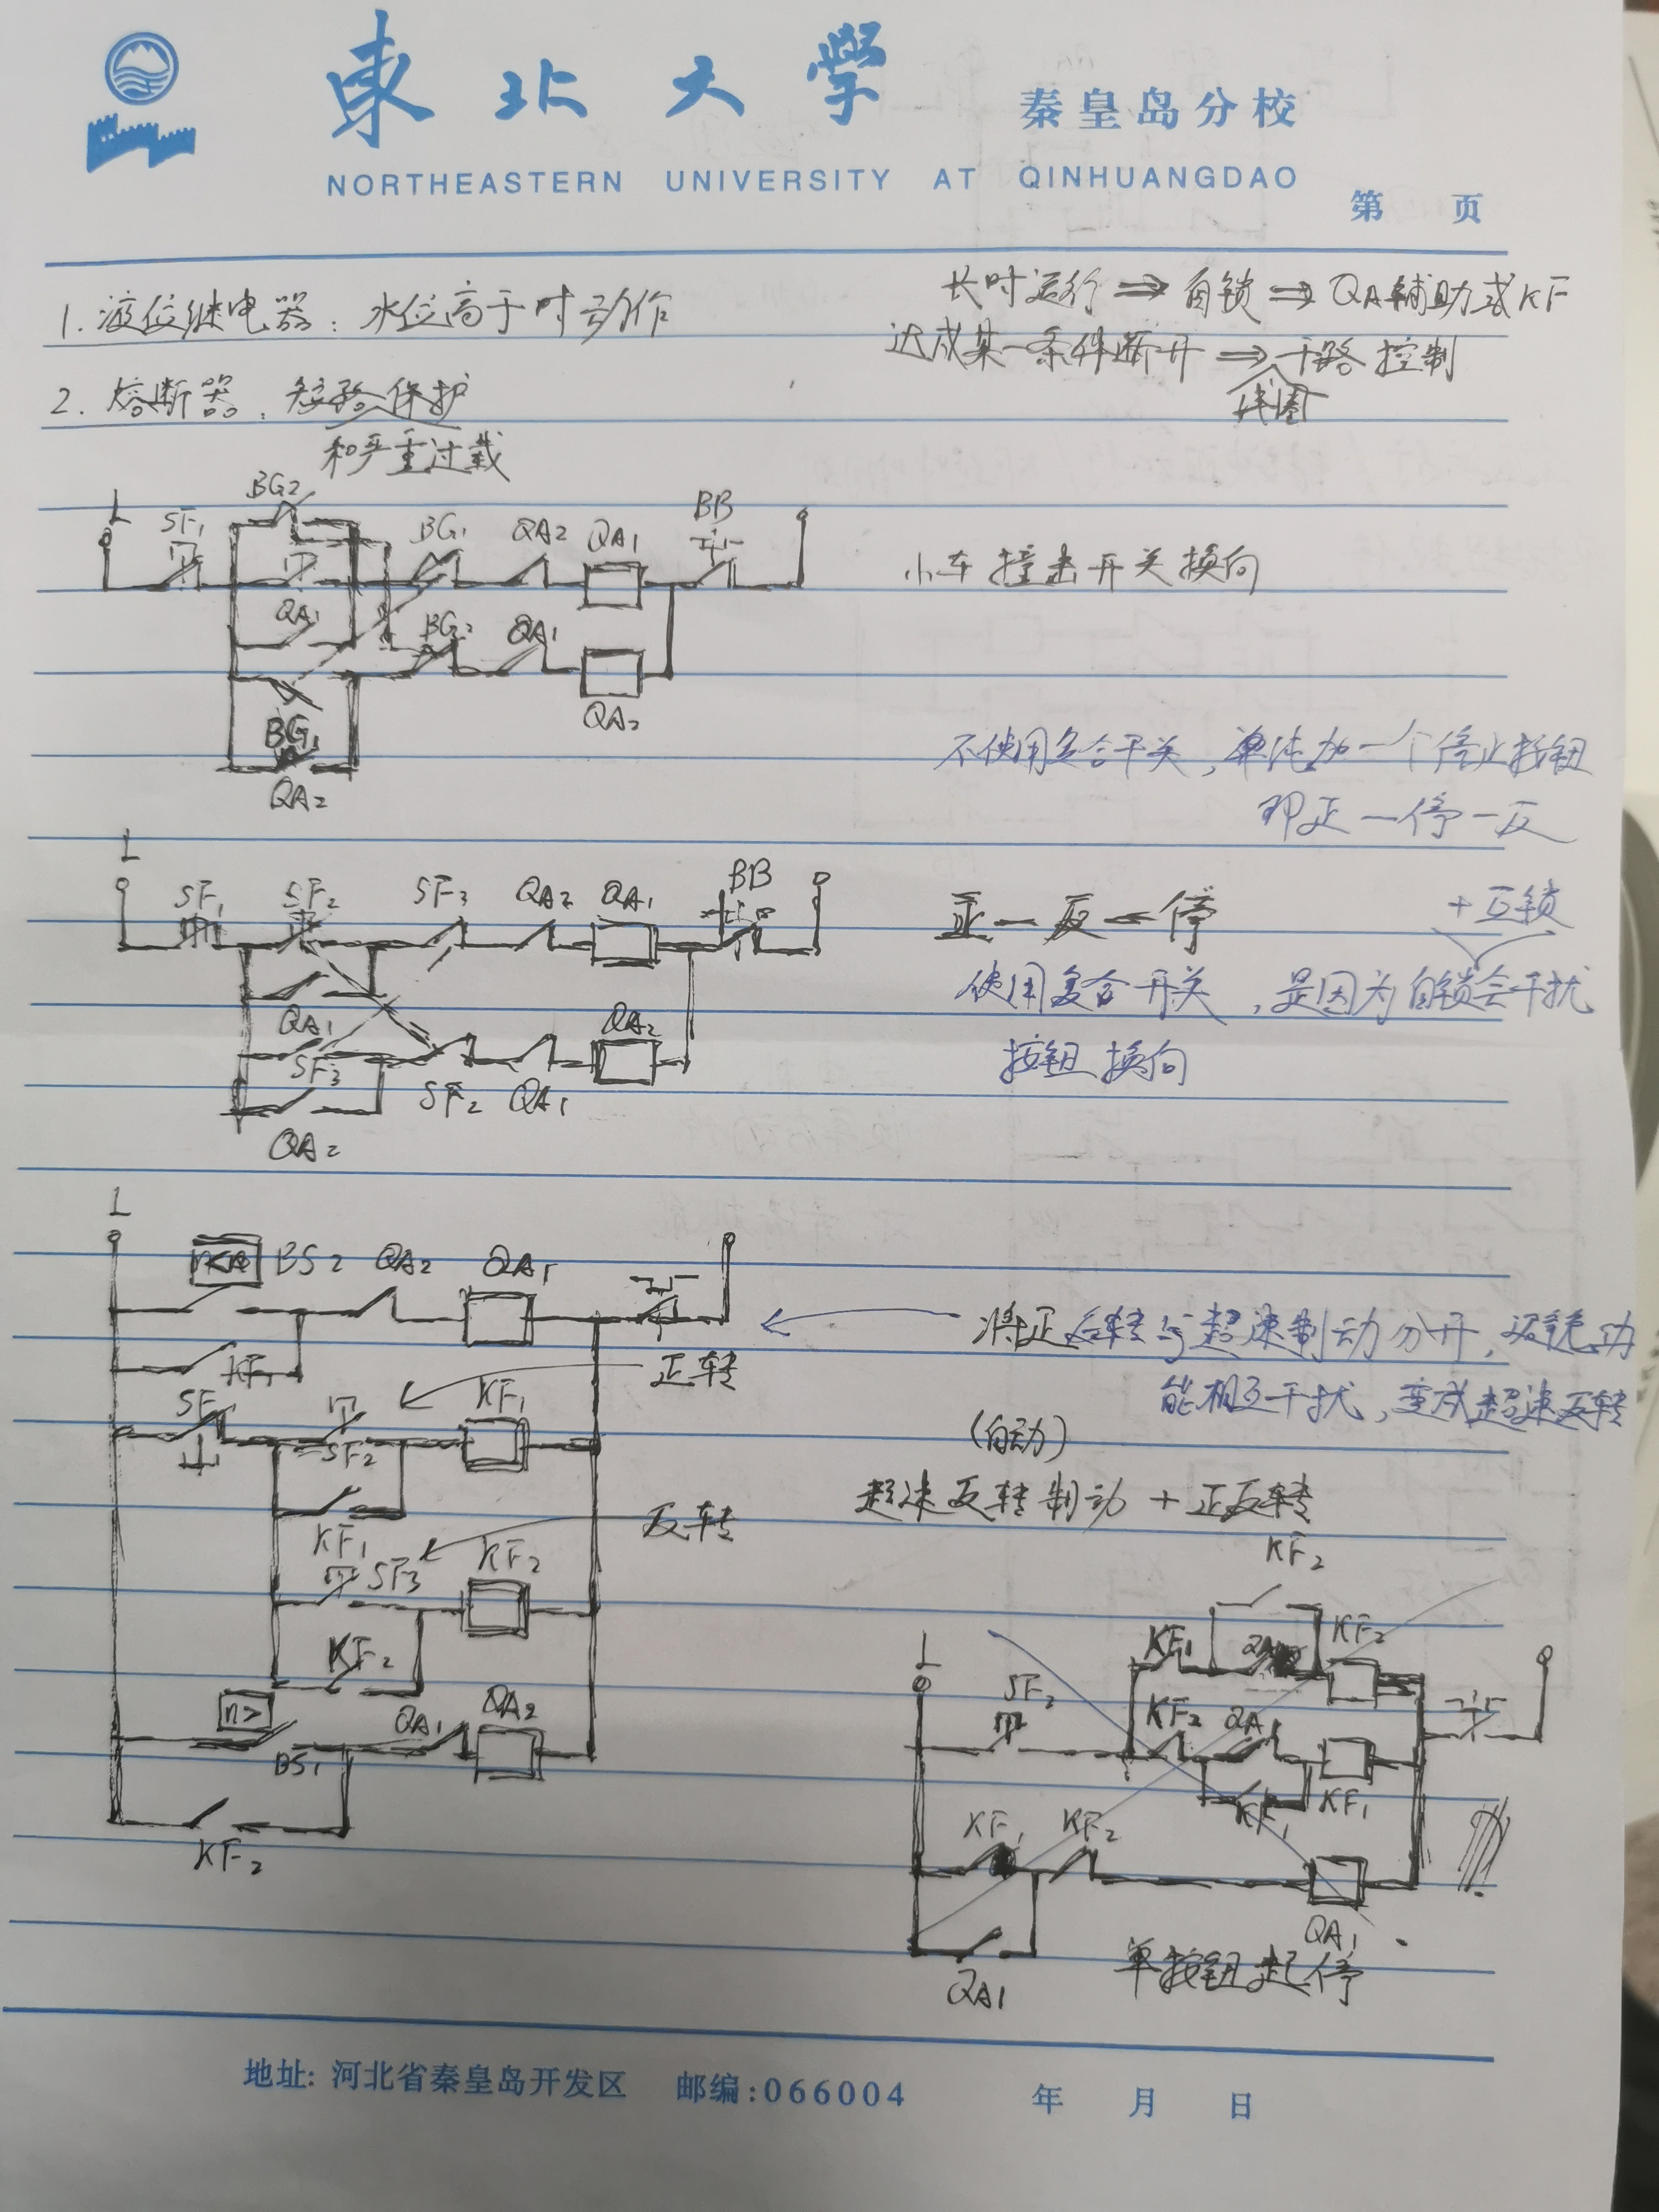 東北大学 秦皇岛分校
NORTHEASTERN UNIVERSITY AT QINHUANGDAO
第 页
长时运行 ⇒ 自锁 ⇒ QA辅助或KF
1. 液位继电器: 水位高于时动作
达成某一条件断开 ⇒ 干路控制
线圈
2. 熔断器: 短路保护
和严重过载
BG2
L SF1 BG1 QA2 QA1 BB
小车撞击开关换向
QA1
BG2 QA1
QA2
BG1
QA2
不使用复合开关,单纯加一个停止按钮
即正一停一反
L
SF1 SF2 SF3 QA2 QA1 BB
正一反一停 +互锁
使用复合开关,是因为自锁会干扰
QA1 QA2
按钮换向
SF3
SF2 QA1
QA2
L
BS2 QA2 QA1
将正反转与超速制动分开,避免功
能相互干扰,变成超速反转
KF1 正转
SF1 KF1
SF2
(自动)
超速反转制动 + 正反转
KF1 反转
SF3 KF2
KF2
n> QA1 QA2
BS1
KF2
KF2
L KF1 QA KF2
SF2
KF2 QA
KF1 KF1
KF1 KF2
QA1
QA1
单按钮起停
地址: 河北省秦皇岛开发区 邮编:066004 年 月 日